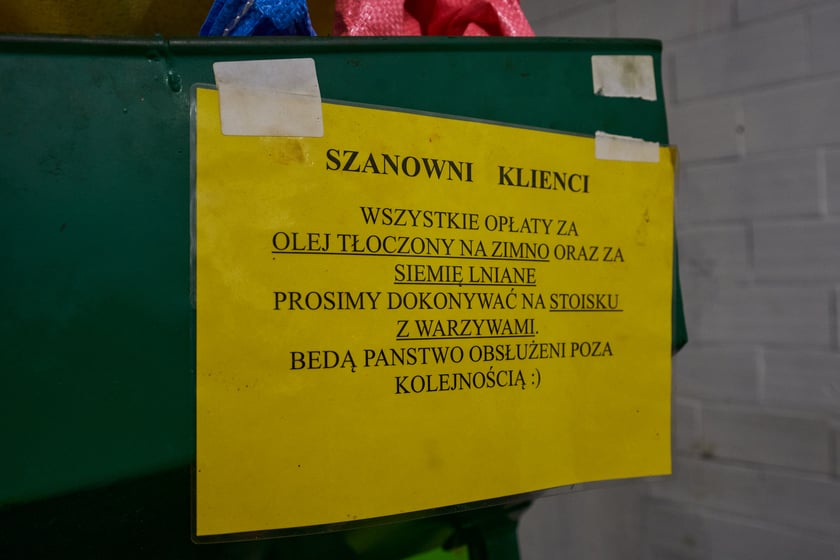 SZANOWNI KLIENCI
WSZYSTKIE OPŁATY ZA
OLEJ TŁOCZONY NA ZIMNO ORAZ ZA
SIEMIĘ LNIANE
PROSIMY DOKONYWAĆ NA STOISKU
Z WARZYWAMI.
BEDĄ PAŃSTWO OBSŁUŻENI POZA
KOLEJNOŚCIĄ :)